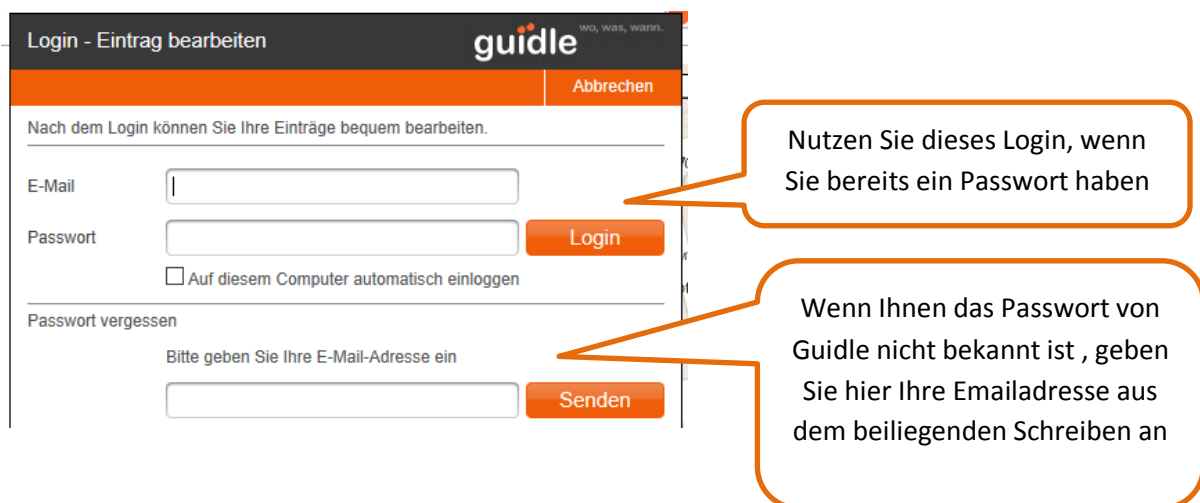 Login - Eintrag bearbeiten
guidle wo, was, wann.
Abbrechen
Nach dem Login können Sie Ihre Einträge bequem bearbeiten.
E-Mail
Passwort
Login
Auf diesem Computer automatisch einloggen
Passwort vergessen
Bitte geben Sie Ihre E-Mail-Adresse ein
Senden
Nutzen Sie dieses Login, wenn
Sie bereits ein Passwort haben
Wenn Ihnen das Passwort von
Guidle nicht bekannt ist , geben
Sie hier Ihre Emailadresse aus
dem beiliegenden Schreiben an